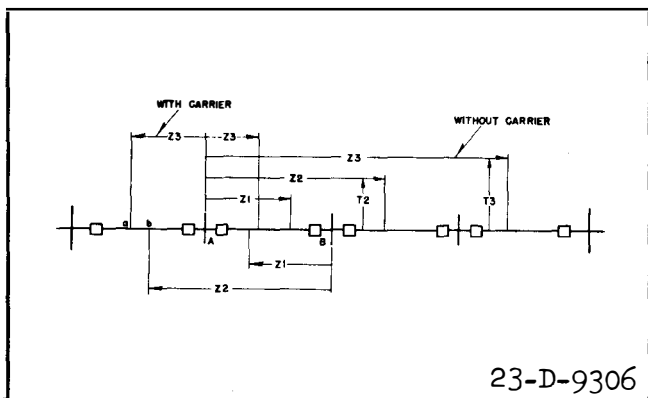 WITH CARRIER
WITHOUT CARRIER
Z3 Z3
Z3
Z2
Z1
T2
T3
a b
A
B
Z1
Z2
23-D-9306